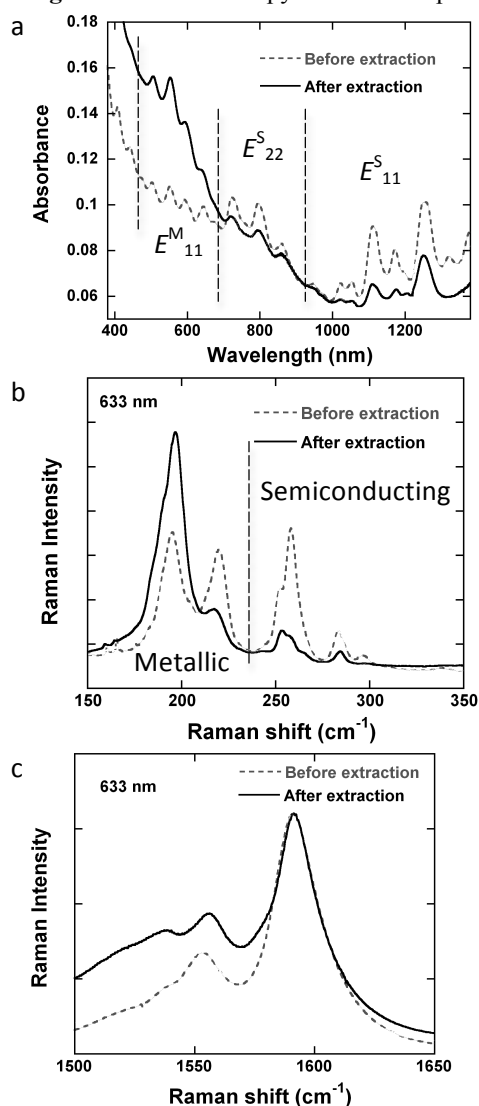 a
0.18
0.16
0.14
0.12
0.1
0.08
0.06
Absorbance
Before extraction
After extraction
E^S_22
E^S_11
E^M_11
400 600 800 1000 1200
Wavelength (nm)
b
633 nm
Before extraction
After extraction
Semiconducting
Metallic
Raman Intensity
150 200 250 300 350
Raman shift (cm-1)
c
633 nm
Before extraction
After extraction
Raman Intensity
1500 1550 1600 1650
Raman shift (cm-1)